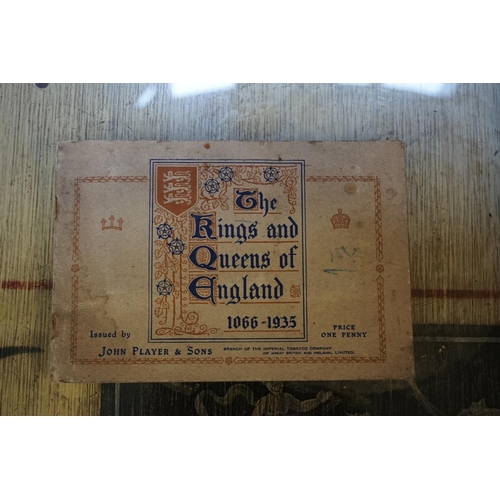 The
Kings and
Queens of
England
1066-1935
Issued by
JOHN PLAYER & SONS
BRANCH OF THE IMPERIAL TOBACCO COMPANY
(OF GREAT BRITAIN AND IRELAND), LIMITED.
PRICE
ONE PENNY